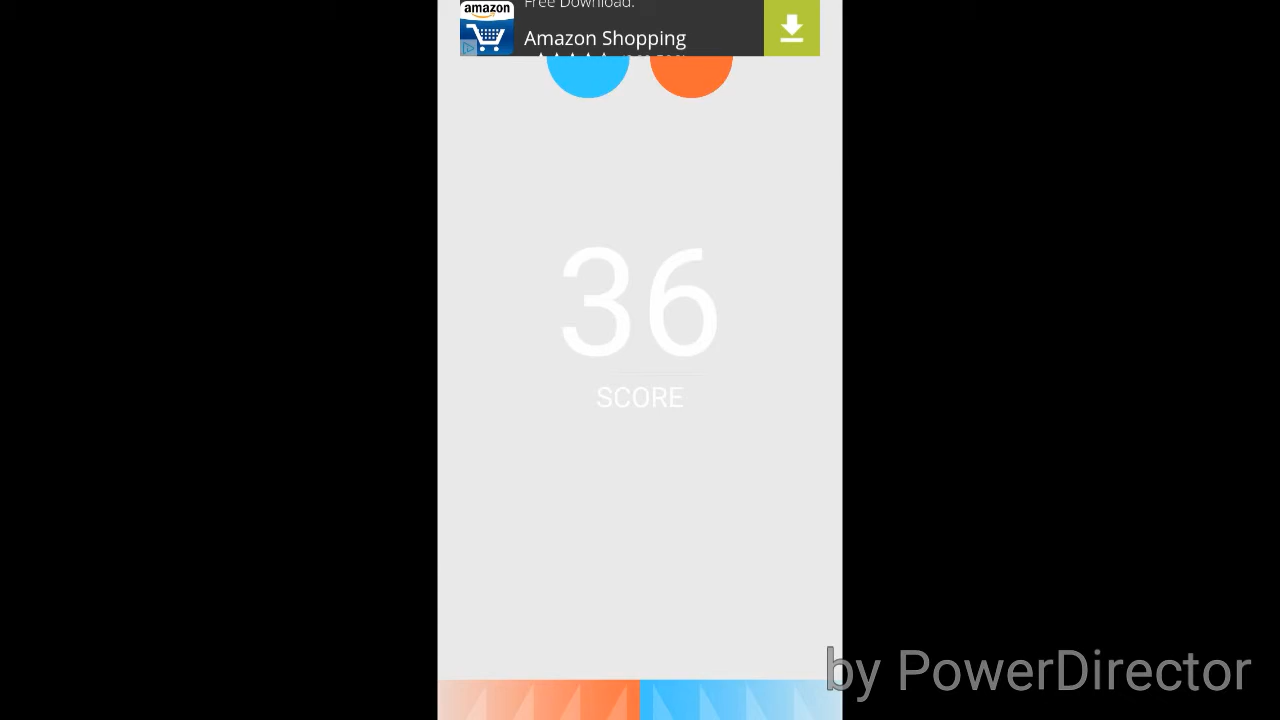 amazon
Free Download.
Amazon Shopping
36
SCORE
by PowerDirector